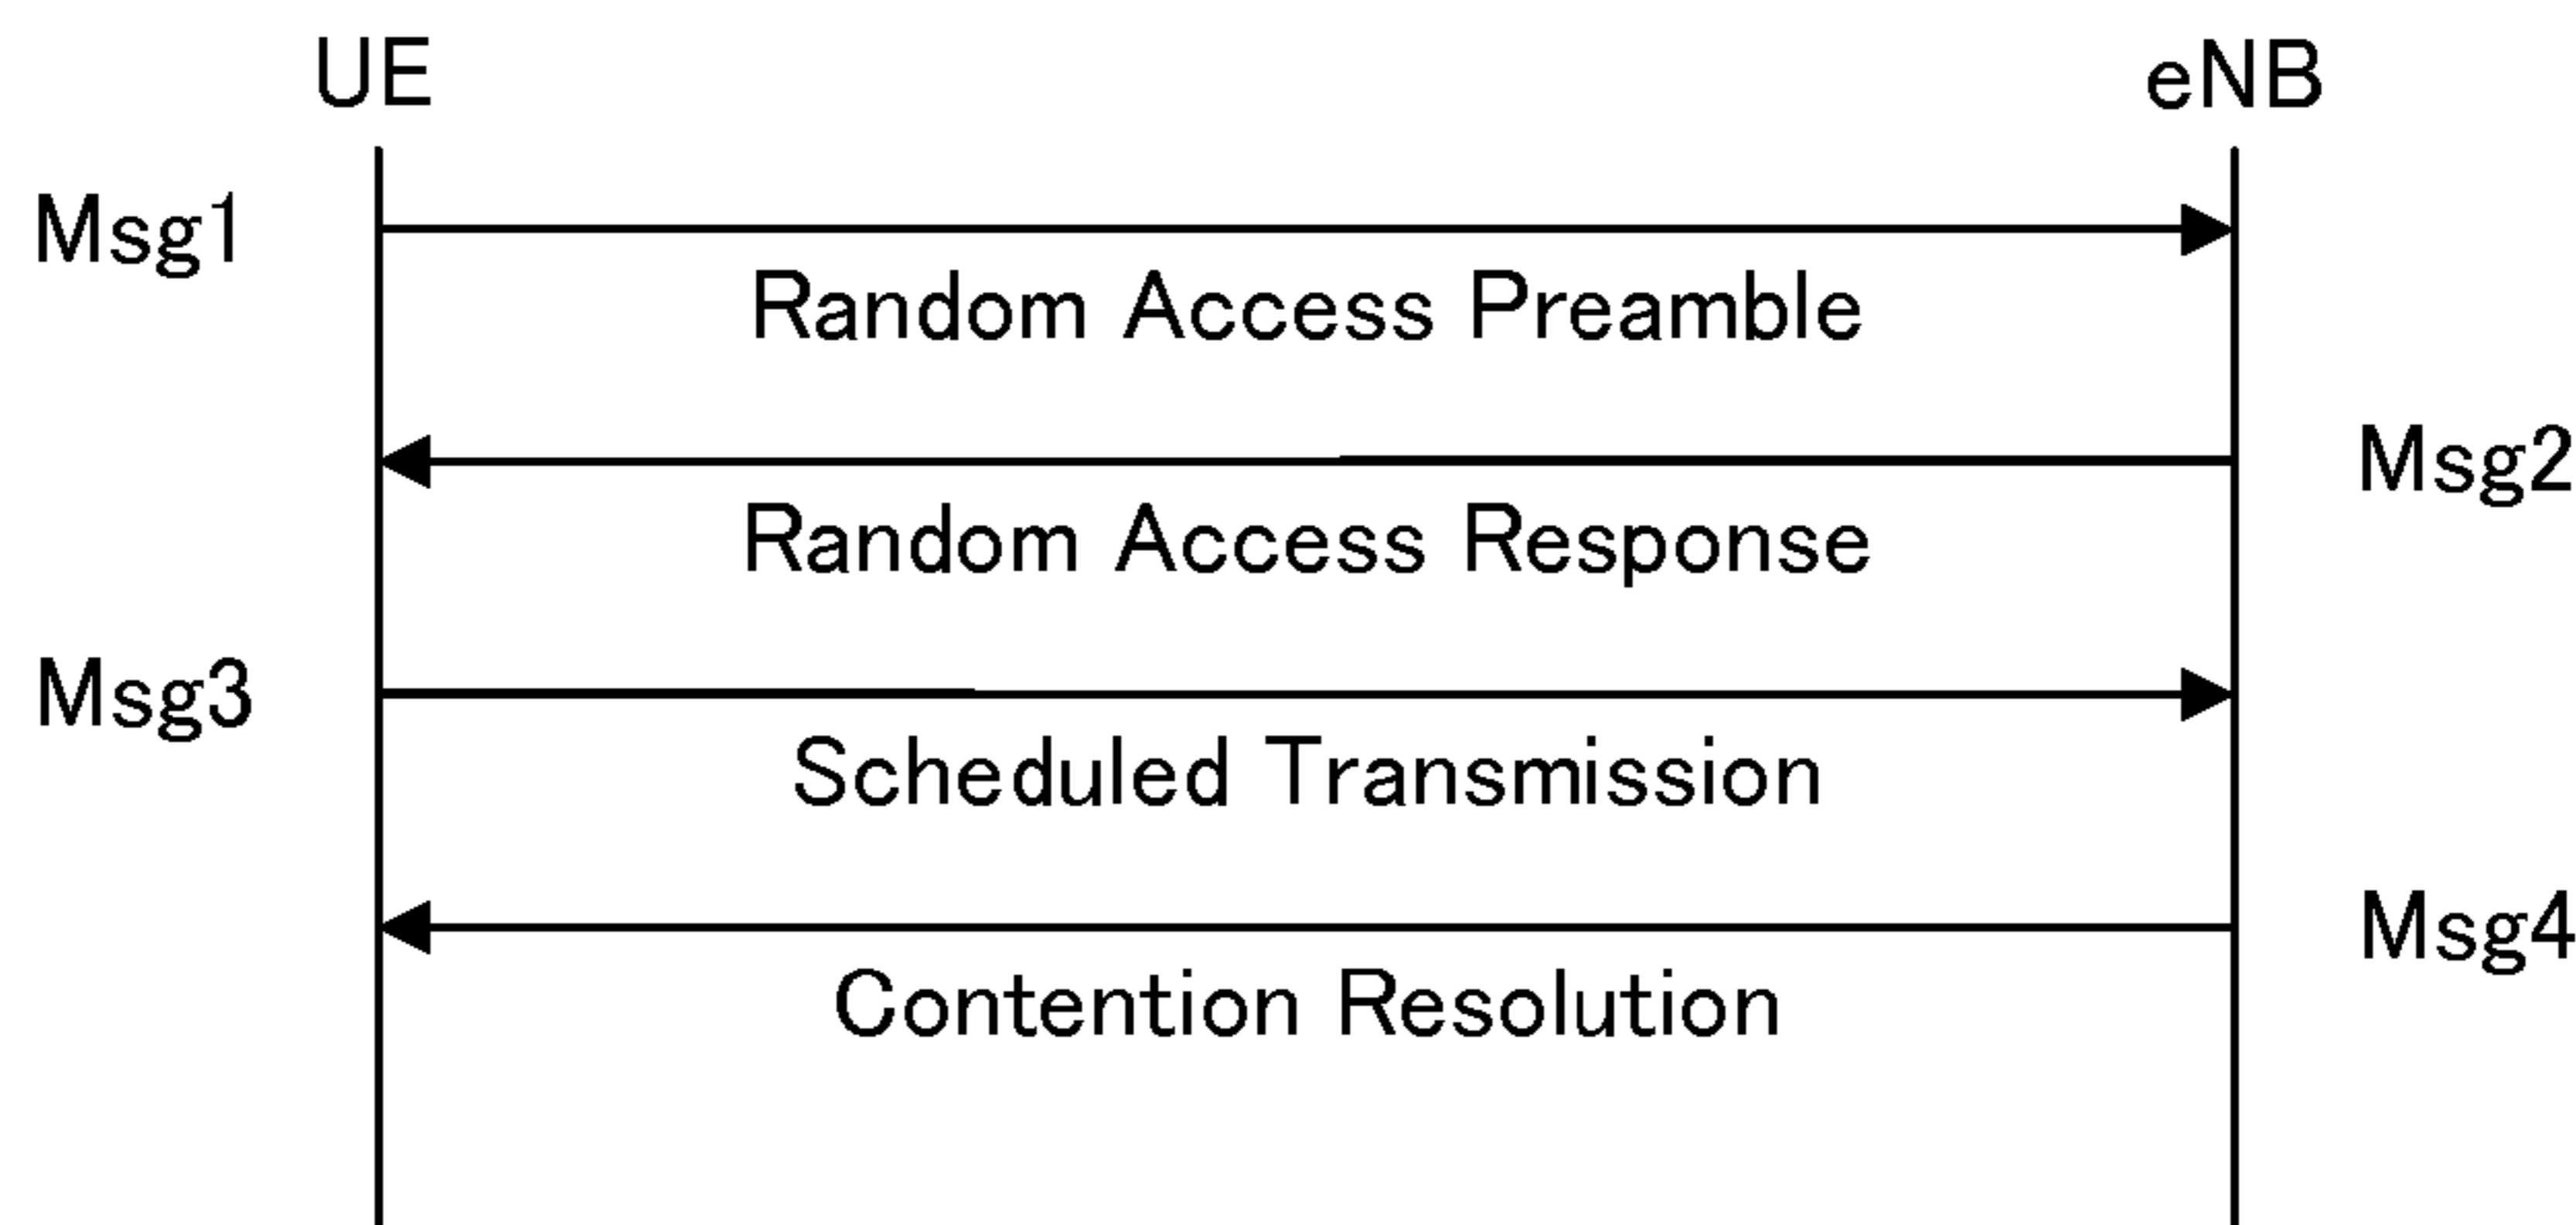 UE
eNB
Msg1
Random Access Preamble
Msg2
Random Access Response
Msg3
Scheduled Transmission
Msg4
Contention Resolution